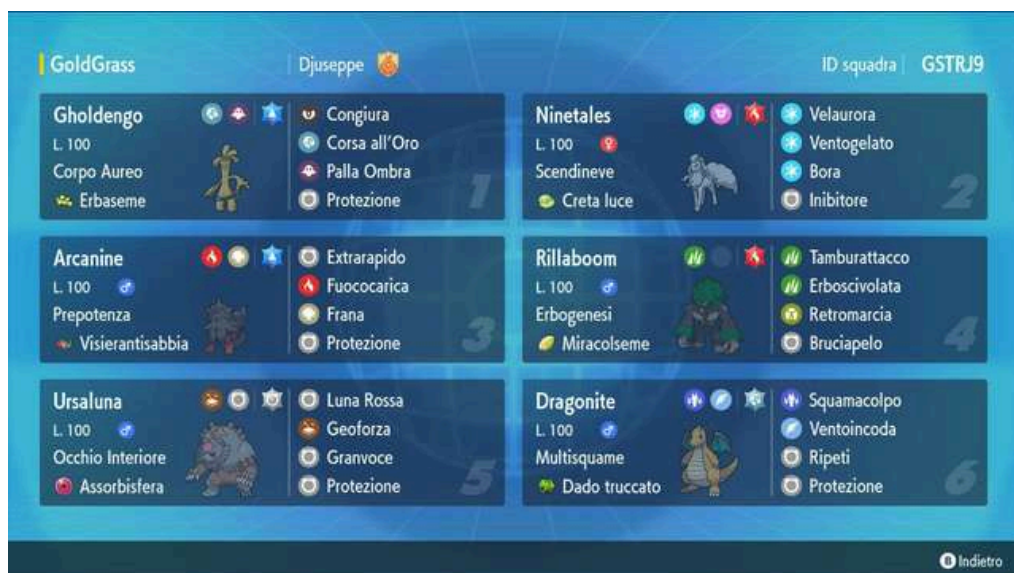 GoldGrass
Djuseppe
ID squadra GSTRJ9
Gholdengo
L. 100
Corpo Aureo
Erbaseme
Congiura
Corsa all'Oro
Palla Ombra
Protezione
1
Ninetales
L. 100
Scendineve
Creta luce
Velaurora
Ventogelato
Bora
Inibitore
2
Arcanine
L. 100
Prepotenza
Visierantisabbia
Extrarapido
Fuococarica
Frana
Protezione
3
Rillaboom
L. 100
Erbogenesi
Miracolseme
Tamburattacco
Erboscivolata
Retromarcia
Bruciapelo
4
Ursaluna
L. 100
Occhio Interiore
Assorbisfera
Luna Rossa
Geoforza
Granvoce
Protezione
5
Dragonite
L. 100
Multisquame
Dado truccato
Squamacolpo
Ventoincoda
Ripeti
Protezione
6
B Indietro